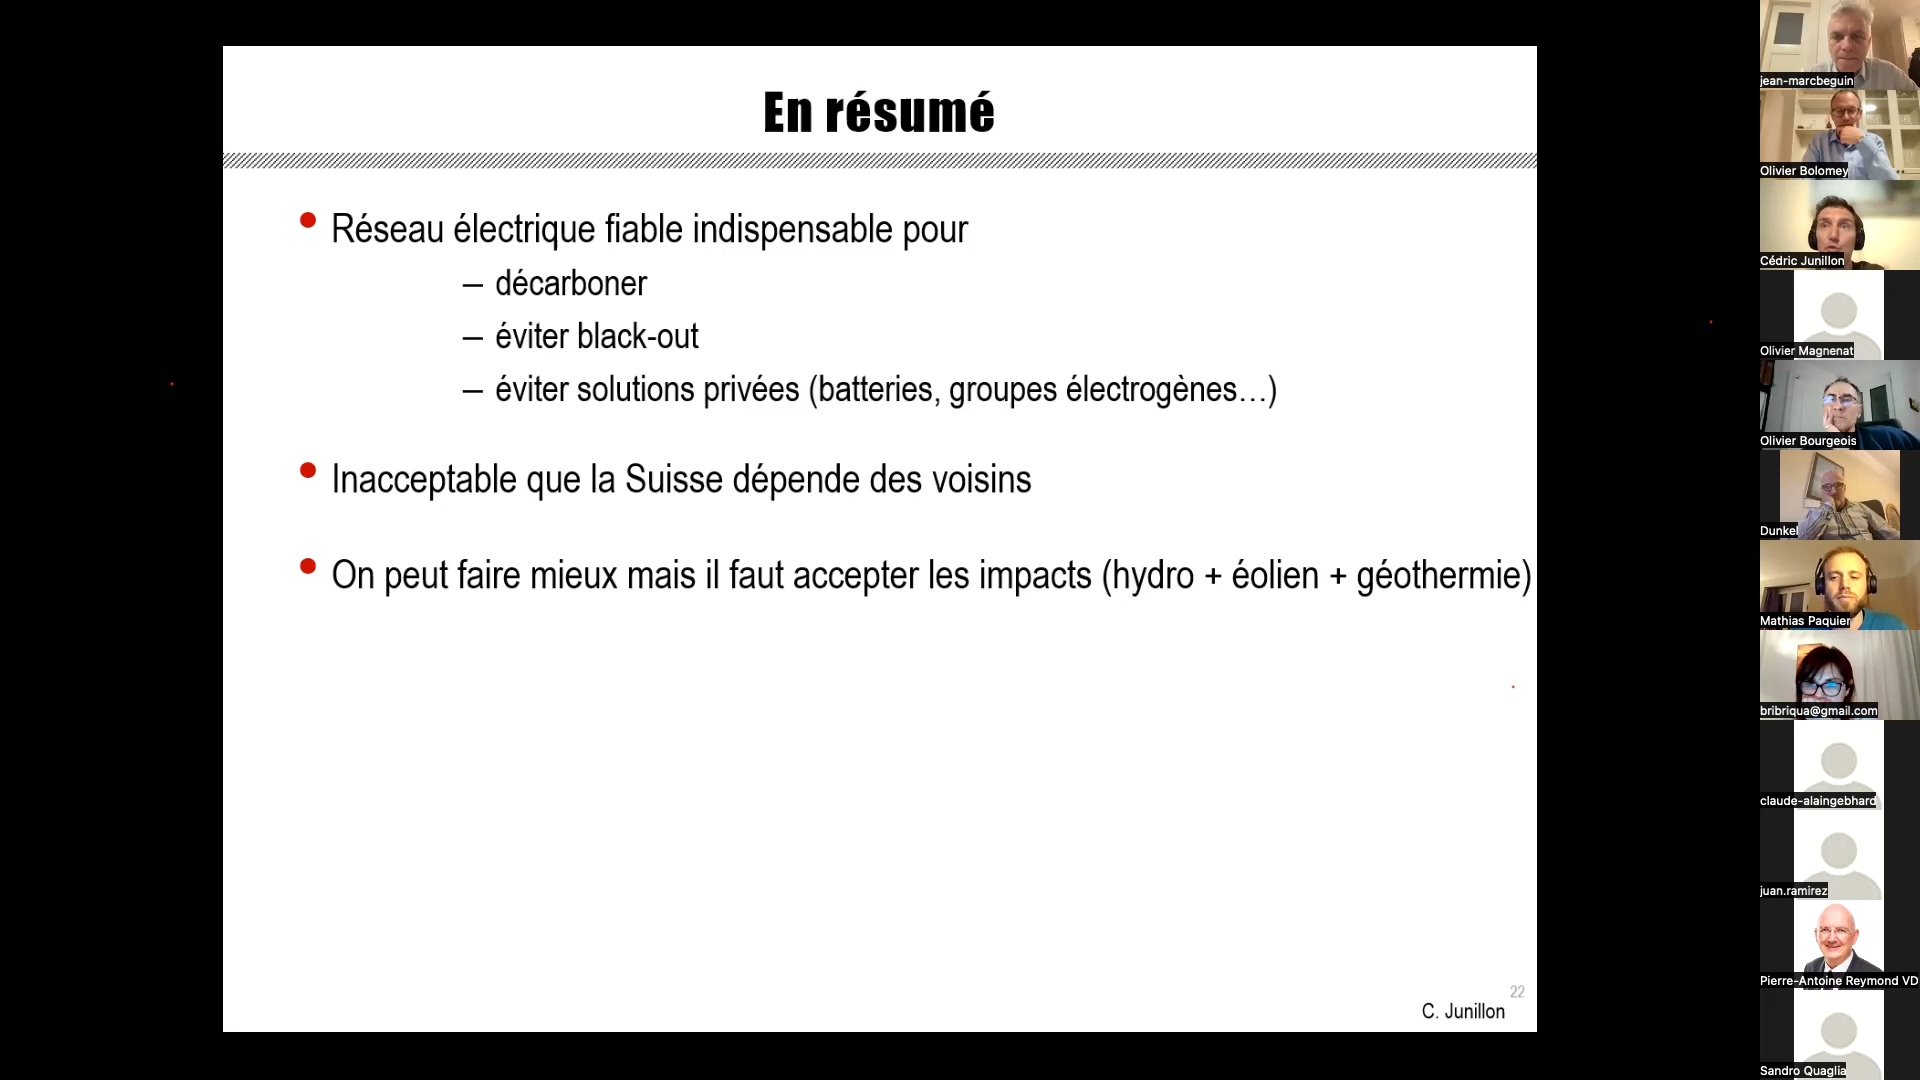 En résumé
• Réseau électrique fiable indispensable pour
– décarboner
– éviter black-out
– éviter solutions privées (batteries, groupes électrogènes…)
• Inacceptable que la Suisse dépende des voisins
• On peut faire mieux mais il faut accepter les impacts (hydro + éolien + géothermie)
22
C. Junillon
jean-marcbeguin
Olivier Bolomey
Cédric Junillon
Olivier Magnenat
Olivier Bourgeois
Dunkel
Mathias Paquier
bribriqua@gmail.com
claude-alaingebhard
juan.ramirez
Pierre-Antoine Reymond VD
Sandro Quaglia